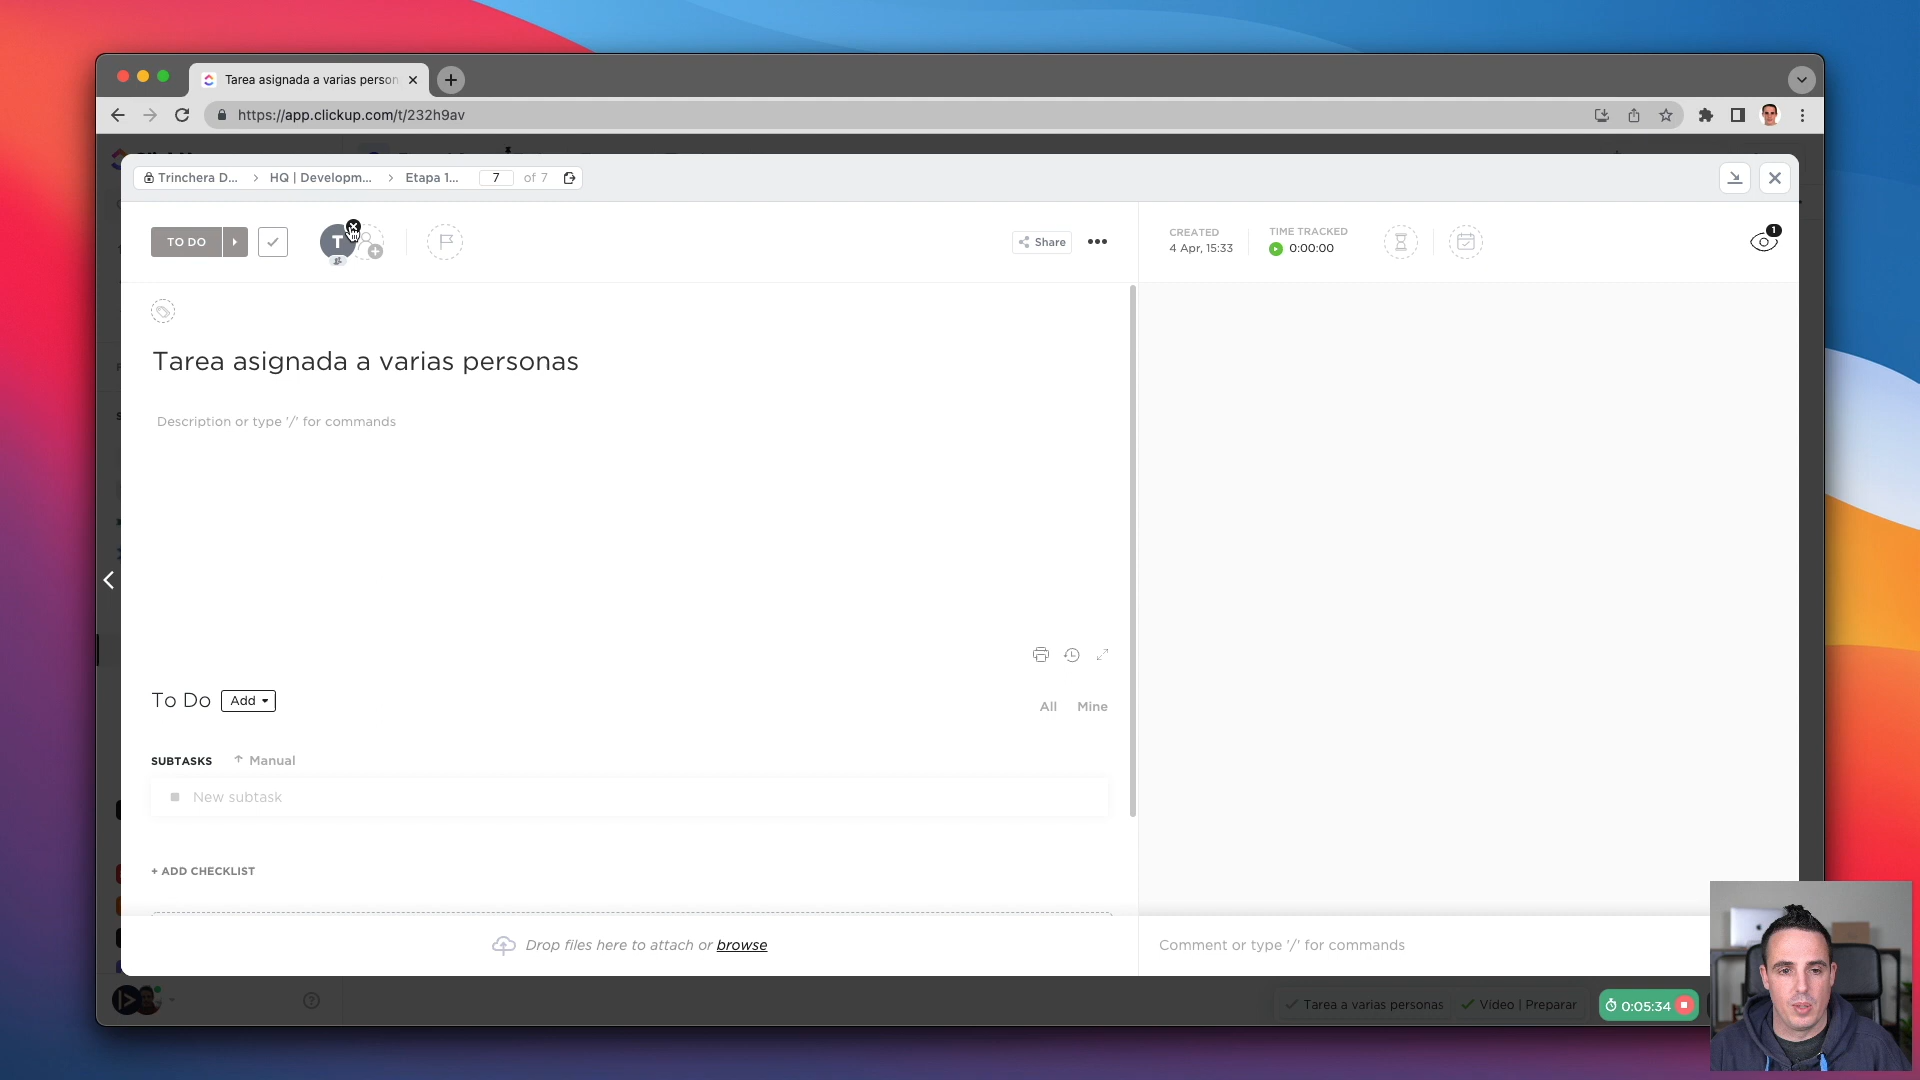 Tarea asignada a varias person
https://app.clickup.com/t/232h9av
Trinchera D... > HQ | Developm... > Etapa 1... 7 of 7
TO DO
T
Share
CREATED
4 Apr, 15:33
TIME TRACKED
0:00:00
1
Tarea asignada a varias personas
Description or type '/' for commands
To Do Add
All Mine
SUBTASKS Manual
New subtask
+ ADD CHECKLIST
Drop files here to attach or browse
Comment or type '/' for commands
Tarea a varias personas
Vídeo | Preparar
0:05:34